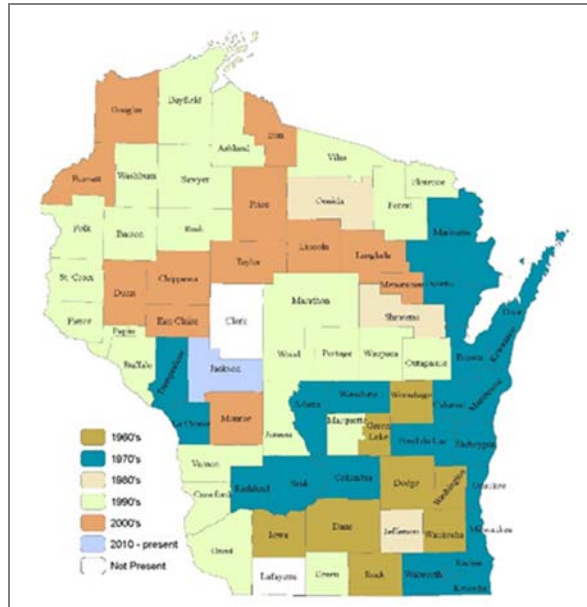 Douglas
Bayfield
Iron
Ashland
Vilas
Florence
Burnett
Washburn
Sawyer
Price
Oneida
Forest
Marinette
Polk
Barron
Rusk
Lincoln
Langlade
Taylor
Menominee
Oconto
St. Croix
Dunn
Chippewa
Marathon
Door
Pierce
Pepin
Eau Claire
Clark
Shawano
Kewaunee
Buffalo
Trempealeau
Jackson
Wood
Portage
Waupaca
Outagamie
Brown
La Crosse
Monroe
Juneau
Adams
Waushara
Winnebago
Calumet
Manitowoc
Marquette
Green
Lake
Fond du Lac
Sheboygan
Vernon
Crawford
Richland
Sauk
Columbia
Dodge
Washington
Ozaukee
Grant
Iowa
Dane
Jefferson
Waukesha
Milwaukee
Lafayette
Green
Rock
Walworth
Racine
Kenosha
1960's
1970's
1980's
1990's
2000's
2010 - present
Not Present